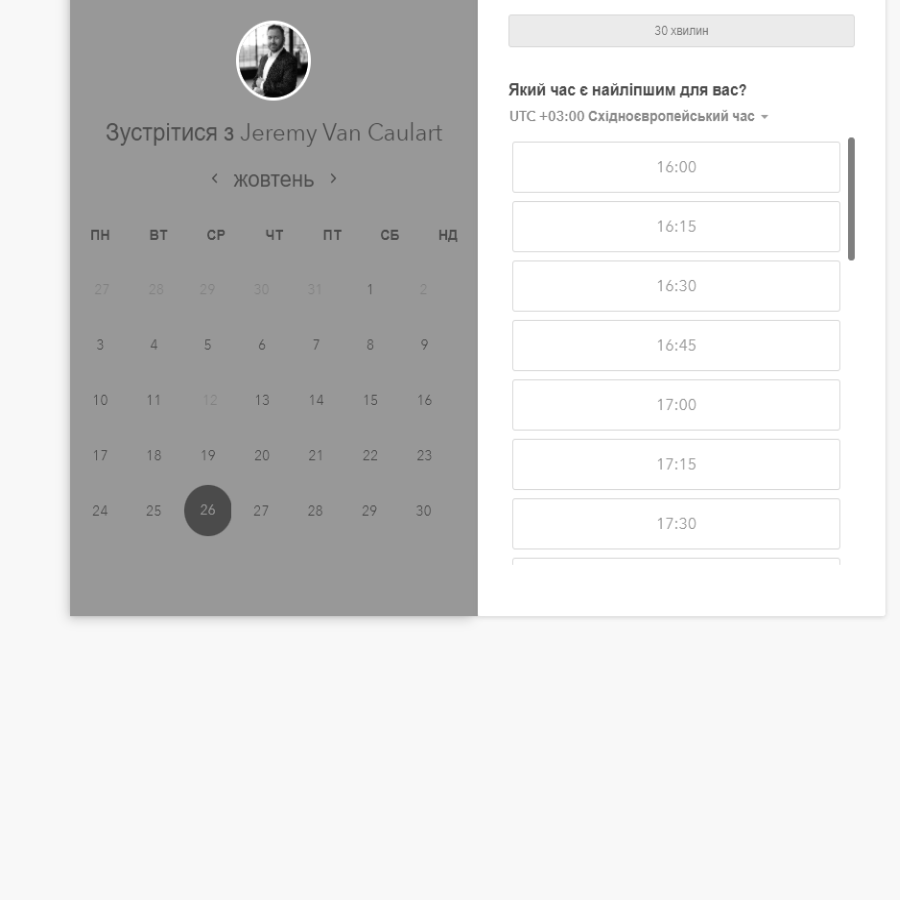 Зустрітися з Jeremy Van Caulart
жовтень
ПН ВТ СР ЧТ ПТ СБ НД
27 28 29 30 31 1 2
3 4 5 6 7 8 9
10 11 12 13 14 15 16
17 18 19 20 21 22 23
24 25 26 27 28 29 30
30 хвилин
Який час є найліпшим для вас?
UTC +03:00 Східноєвропейський час
16:00
16:15
16:30
16:45
17:00
17:15
17:30